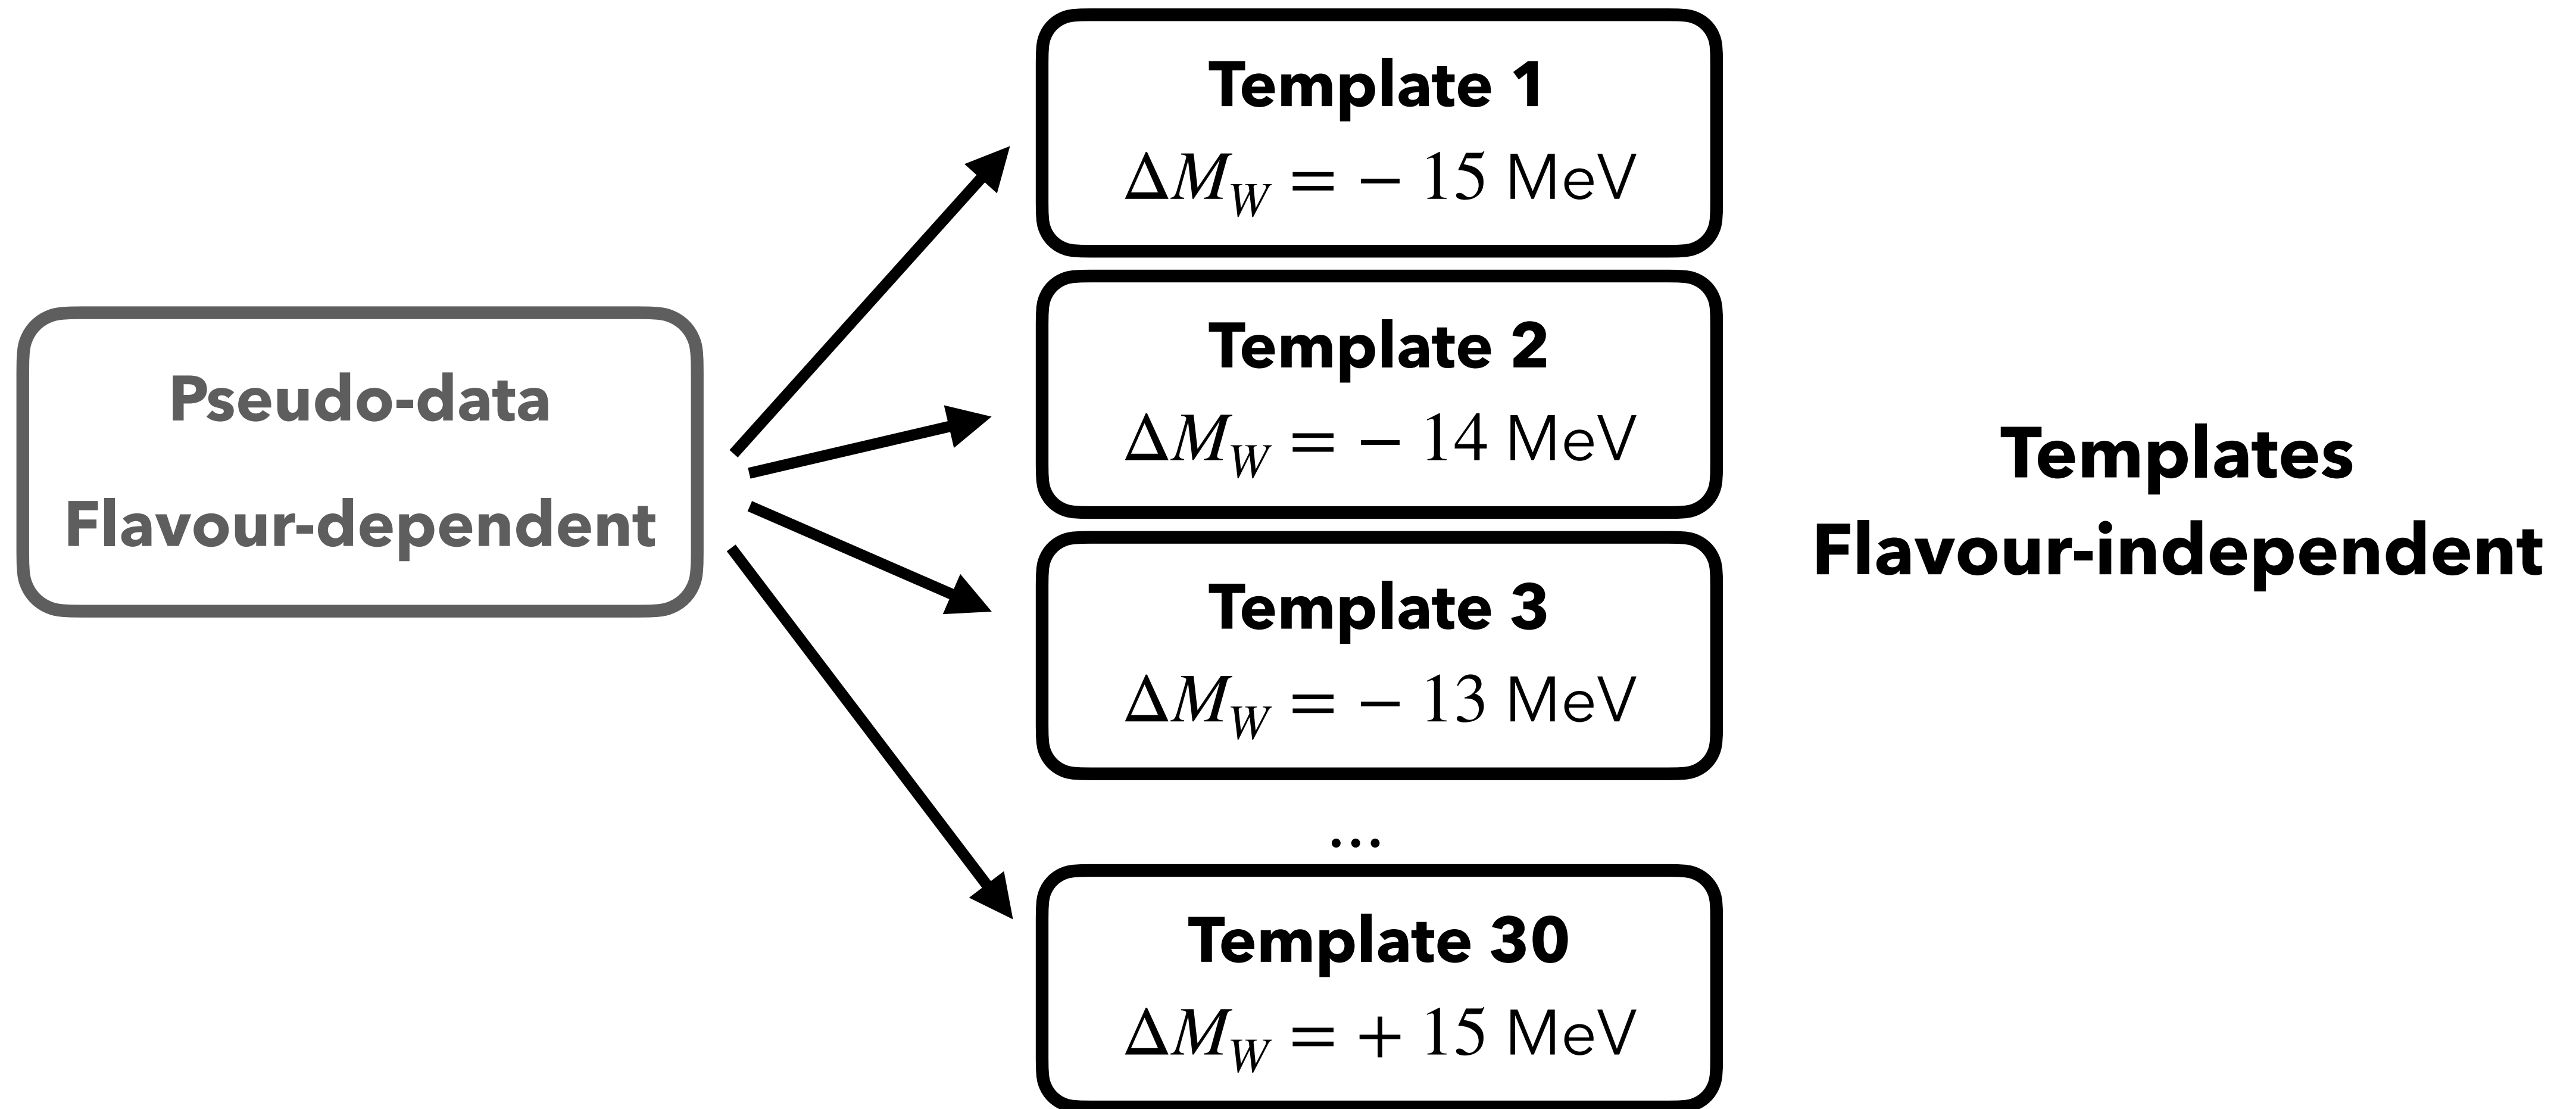 Pseudo-data
Flavour-dependent
Template 1
ΔM_W = − 15 MeV
Template 2
ΔM_W = − 14 MeV
Template 3
ΔM_W = − 13 MeV
...
Template 30
ΔM_W = + 15 MeV
Templates
Flavour-independent